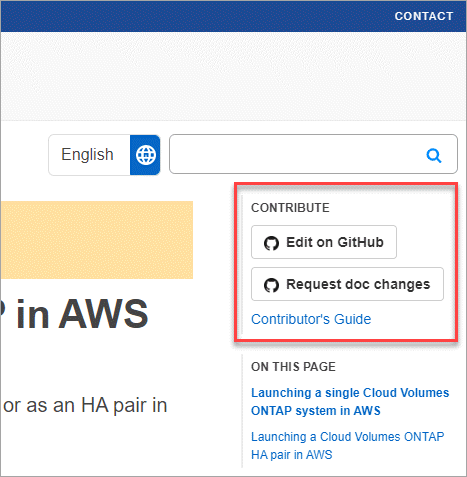 CONTACT
English
CONTRIBUTE
Edit on GitHub
Request doc changes
Contributor's Guide
in AWS
or as an HA pair in
ON THIS PAGE
Launching a single Cloud Volumes
ONTAP system in AWS
Launching a Cloud Volumes ONTAP
HA pair in AWS